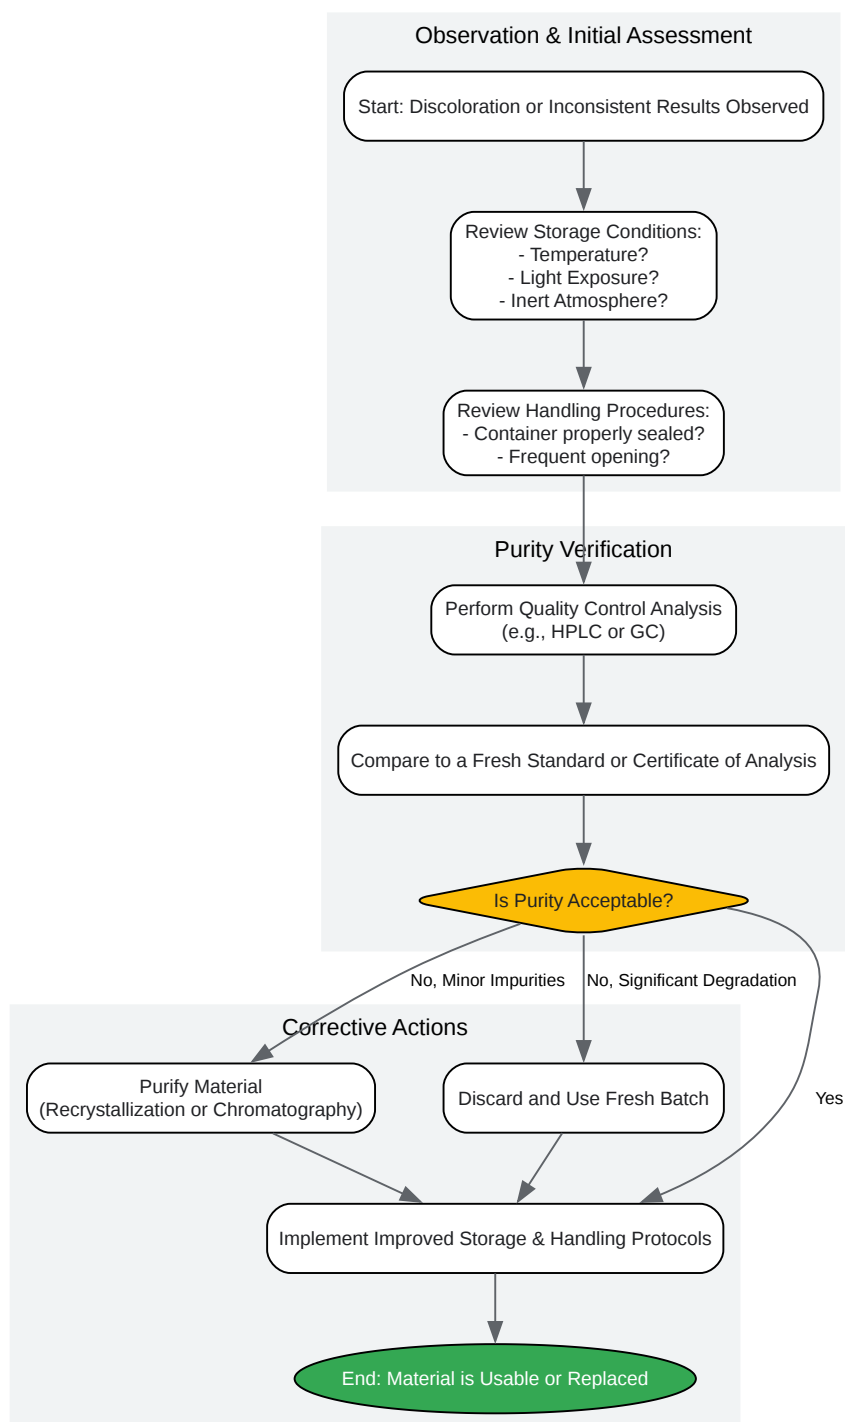 Observation & Initial Assessment
Start: Discoloration or Inconsistent Results Observed
Review Storage Conditions:
- Temperature?
- Light Exposure?
- Inert Atmosphere?
Review Handling Procedures:
- Container properly sealed?
- Frequent opening?
Purity Verification
Perform Quality Control Analysis
(e.g., HPLC or GC)
Compare to a Fresh Standard or Certificate of Analysis
Is Purity Acceptable?
No, Minor Impurities
No, Significant Degradation
Corrective Actions
Purify Material
(Recrystallization or Chromatography)
Discard and Use Fresh Batch
Yes
Implement Improved Storage & Handling Protocols
End: Material is Usable or Replaced